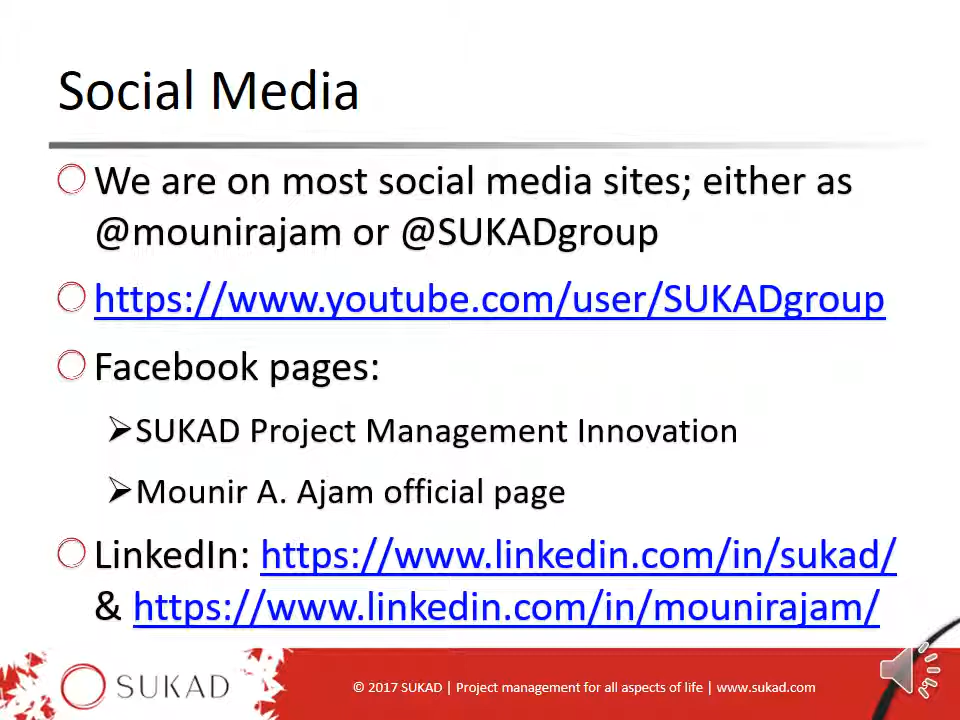 Social Media
We are on most social media sites; either as
@mounirajam or @SUKADgroup
https://www.youtube.com/user/SUKADgroup
Facebook pages:
SUKAD Project Management Innovation
Mounir A. Ajam official page
LinkedIn: https://www.linkedin.com/in/sukad/
& https://www.linkedin.com/in/mounirajam/
SUKAD
© 2017 SUKAD | Project management for all aspects of life | www.sukad.com